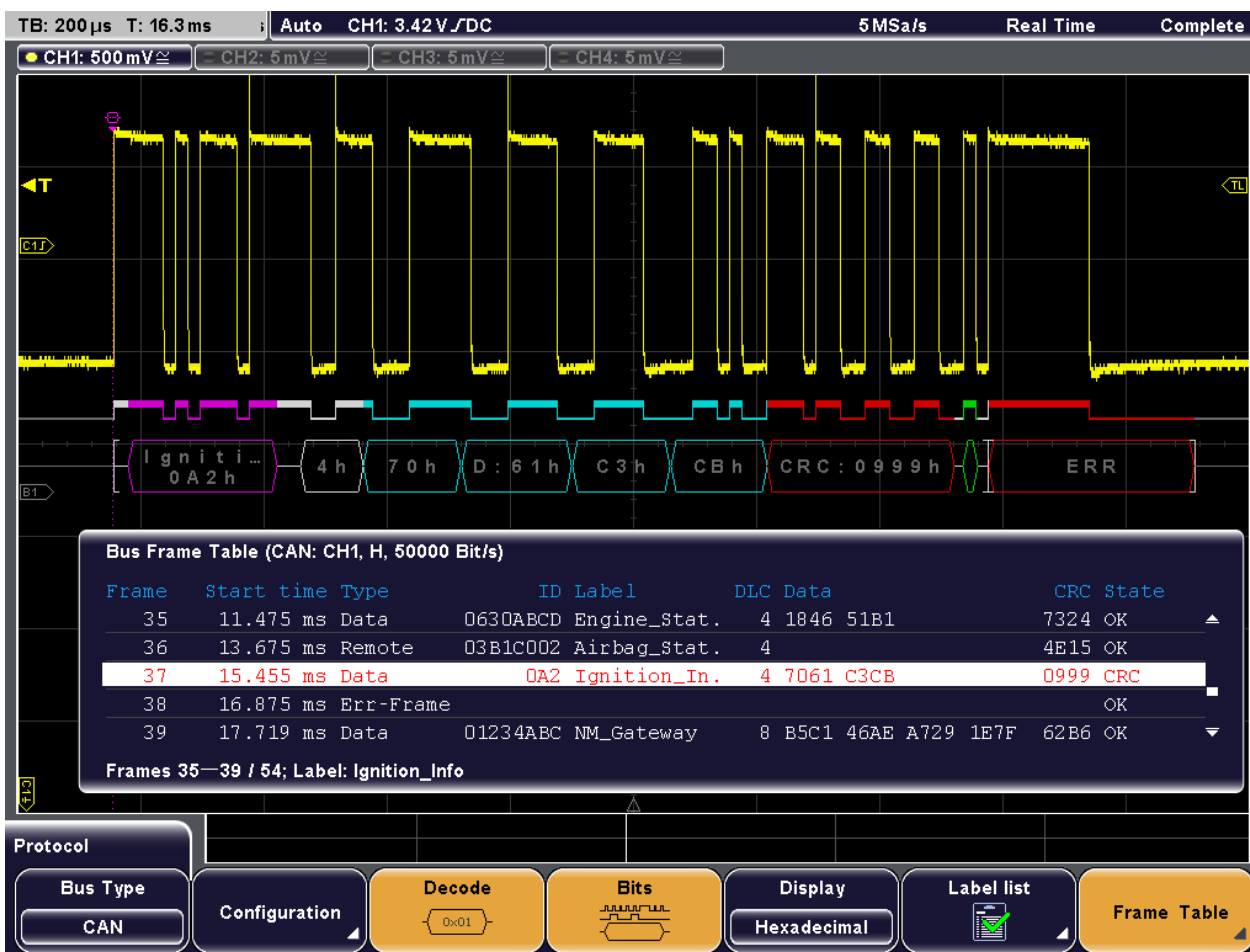 TB: 200 µs T: 16.3 ms Auto CH1: 3.42 V DC 5 MSa/s Real Time Complete
CH1: 500 mV≅ CH2: 5 mV≅ CH3: 5 mV≅ CH4: 5 mV≅
T
TL
C1
Igniti…
0A2h
4h 70h D:61h C3h CBh CRC:0999h ERR
B1
Bus Frame Table (CAN: CH1, H, 50000 Bit/s)
Frame Start time Type ID Label DLC Data CRC State
35 11.475 ms Data 0630ABCD Engine_Stat. 4 1846 51B1 7324 OK
36 13.675 ms Remote 03B1C002 Airbag_Stat. 4 4E15 OK
37 15.455 ms Data 0A2 Ignition_In. 4 7061 C3CB 0999 CRC
38 16.875 ms Err-Frame OK
39 17.719 ms Data 01234ABC NM_Gateway 8 B5C1 46AE A729 1E7F 62B6 OK
Frames 35—39 / 54; Label: Ignition_Info
C1
Protocol
Bus Type
CAN
Configuration
Decode
0x01
Bits
Display
Hexadecimal
Label list
Frame Table